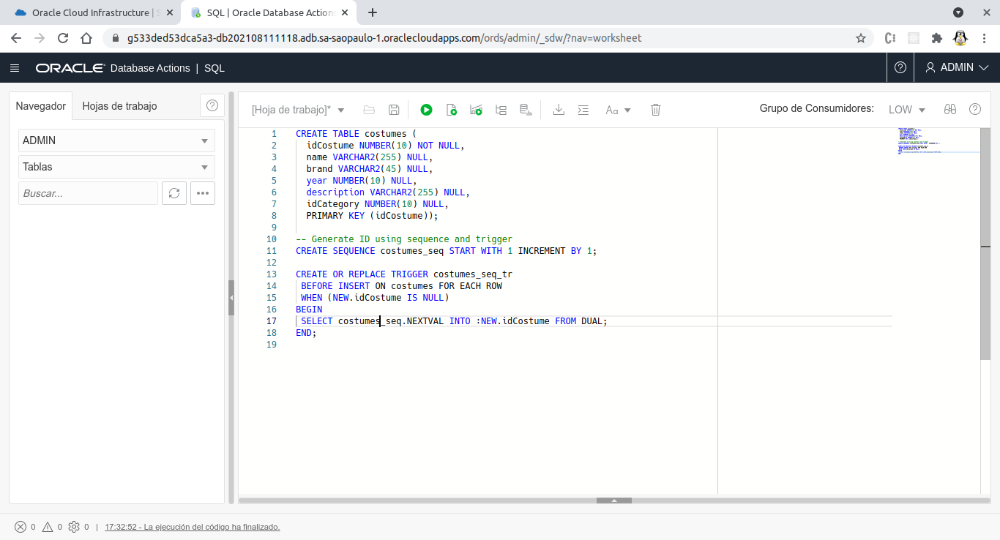 Oracle Cloud Infrastructure |
SQL | Oracle Database Action
g533ded53dca5a3-db202108111118.adb.sa-saopaulo-1.oraclecloudapps.com/ords/admin/_sdw/?nav=worksheet
ORACLE Database Actions | SQL
ADMIN
Navegador
Hojas de trabajo
[Hoja de trabajo]*
Aa
Grupo de Consumidores:
LOW
ADMIN
Tablas
Buscar...
1 CREATE TABLE costumes (
2 idCostume NUMBER(10) NOT NULL,
3 name VARCHAR2(255) NULL,
4 brand VARCHAR2(45) NULL,
5 year NUMBER(10) NULL,
6 description VARCHAR2(255) NULL,
7 idCategory NUMBER(10) NULL,
8 PRIMARY KEY (idCostume));
9
10 -- Generate ID using sequence and trigger
11 CREATE SEQUENCE costumes_seq START WITH 1 INCREMENT BY 1;
12
13 CREATE OR REPLACE TRIGGER costumes_seq_tr
14 BEFORE INSERT ON costumes FOR EACH ROW
15 WHEN (NEW.idCostume IS NULL)
16 BEGIN
17 SELECT costumes_seq.NEXTVAL INTO :NEW.idCostume FROM DUAL;
18 END;
19
0 0 0 | 17:32:52 - La ejecución del código ha finalizado.